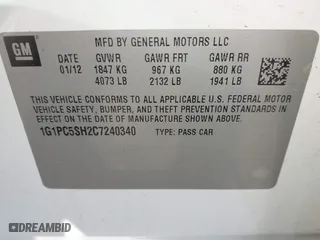 GM
MFD BY GENERAL MOTORS LLC
DATE GVWR GAWR FRT GAWR RR
01/12 1847 KG 967 KG 880 KG
4073 LB 2132 LB 1941 LB
THIS VEHICLE CONFORMS TO ALL APPLICABLE U.S. FEDERAL MOTOR
VEHICLE SAFETY, BUMPER, AND THEFT PREVENTION STANDARDS IN
EFFECT ON THE DATE OF MANUFACTURE SHOWN ABOVE.
1G1PC5SH2C7240340 TYPE: PASS CAR
DREAMBID